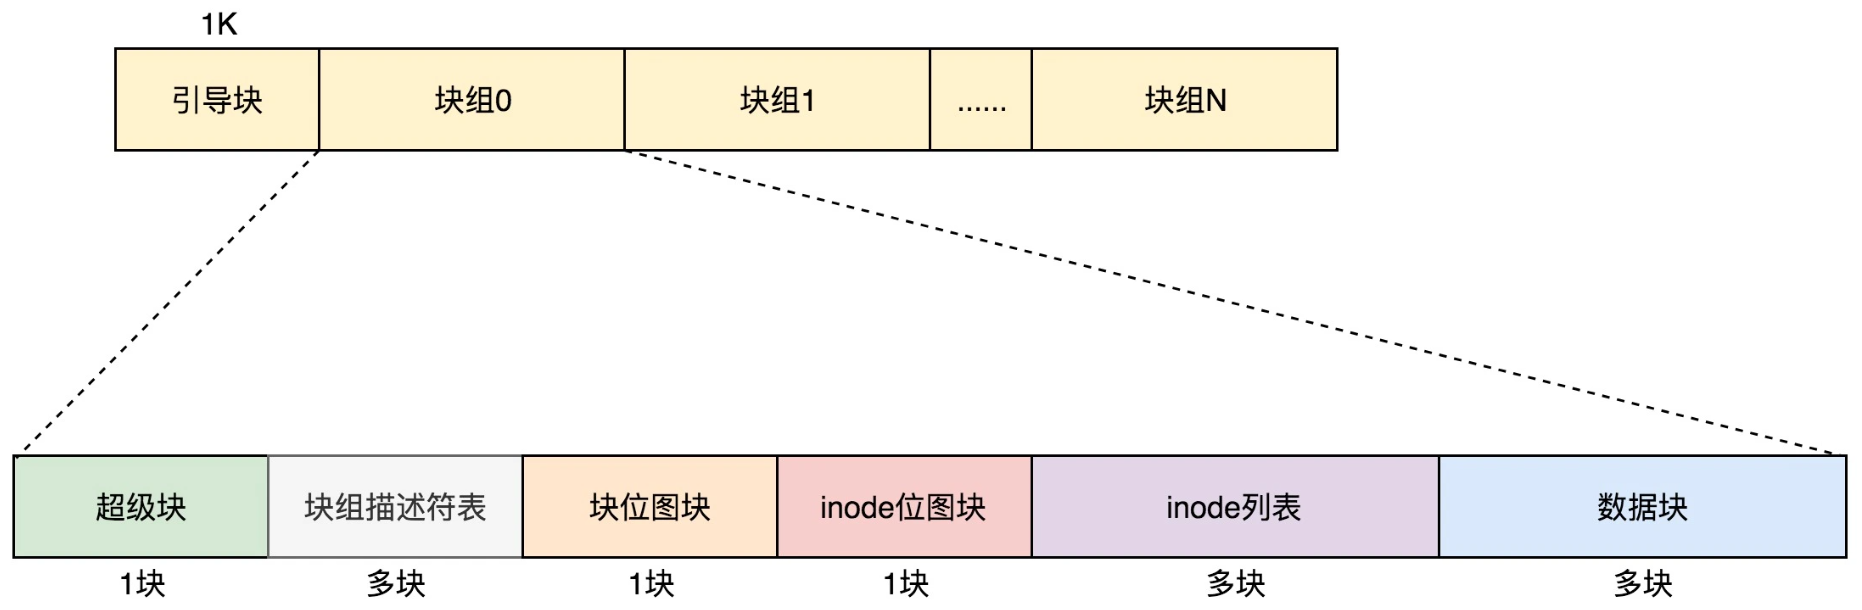 1K
引导块 块组0 块组1 ...... 块组N
超级块 块组描述符表 块位图块 inode位图块 inode列表 数据块
1块 多块 1块 1块 多块 多块